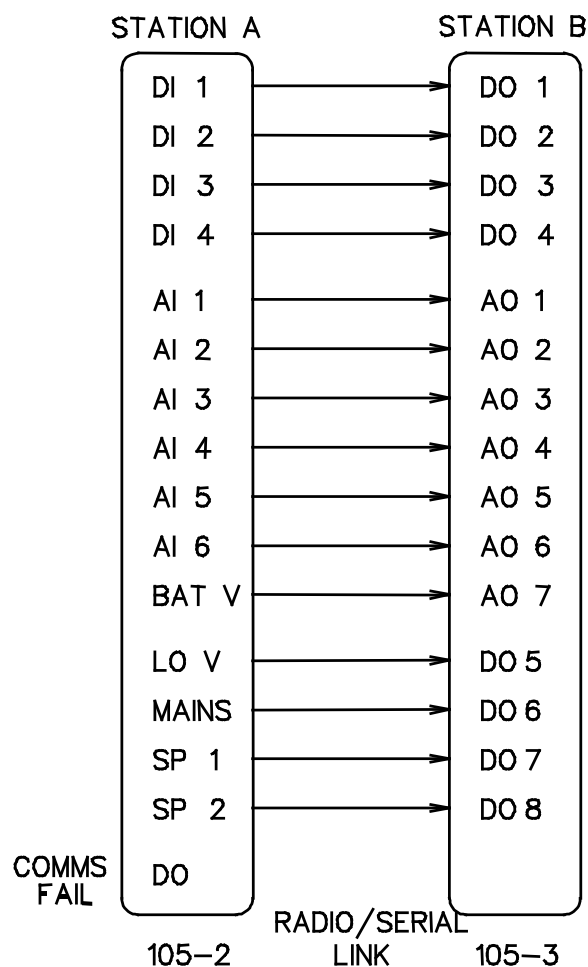 STATION A STATION B
DI 1 DO 1
DI 2 DO 2
DI 3 DO 3
DI 4 DO 4
AI 1 AO 1
AI 2 AO 2
AI 3 AO 3
AI 4 AO 4
AI 5 AO 5
AI 6 AO 6
BAT V AO 7
LO V DO 5
MAINS DO 6
SP 1 DO 7
SP 2 DO 8
COMMS
FAIL
DO
RADIO/SERIAL
LINK
105-2 105-3